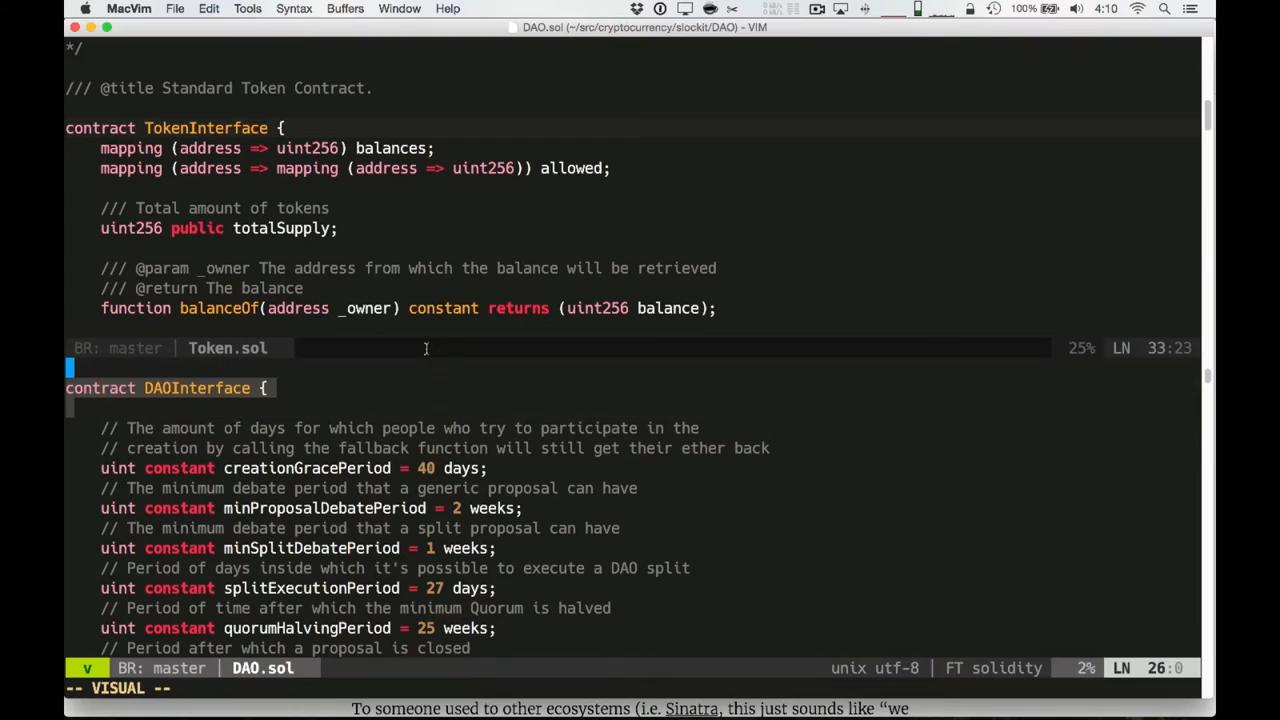 MacVim File Edit Tools Syntax Buffers Window Help 100% 4:10
DAO.sol (~/src/cryptocurrency/slockit/DAO) - VIM
*/
/// @title Standard Token Contract.
contract TokenInterface {
mapping (address => uint256) balances;
mapping (address => mapping (address => uint256)) allowed;
/// Total amount of tokens
uint256 public totalSupply;
/// @param _owner The address from which the balance will be retrieved
/// @return The balance
function balanceOf(address _owner) constant returns (uint256 balance);
BR: master | Token.sol 25% LN 33:23
contract DAOInterface {
// The amount of days for which people who try to participate in the
// creation by calling the fallback function will still get their ether back
uint constant creationGracePeriod = 40 days;
// The minimum debate period that a generic proposal can have
uint constant minProposalDebatePeriod = 2 weeks;
// The minimum debate period that a split proposal can have
uint constant minSplitDebatePeriod = 1 weeks;
// Period of days inside which it's possible to execute a DAO split
uint constant splitExecutionPeriod = 27 days;
// Period of time after which the minimum Quorum is halved
uint constant quorumHalvingPeriod = 25 weeks;
// Period after which a proposal is closed
v BR: master | DAO.sol unix utf-8 | FT solidity 2% LN 26:0
-- VISUAL --
To someone used to other ecosystems (i.e. Sinatra, this just sounds like “we